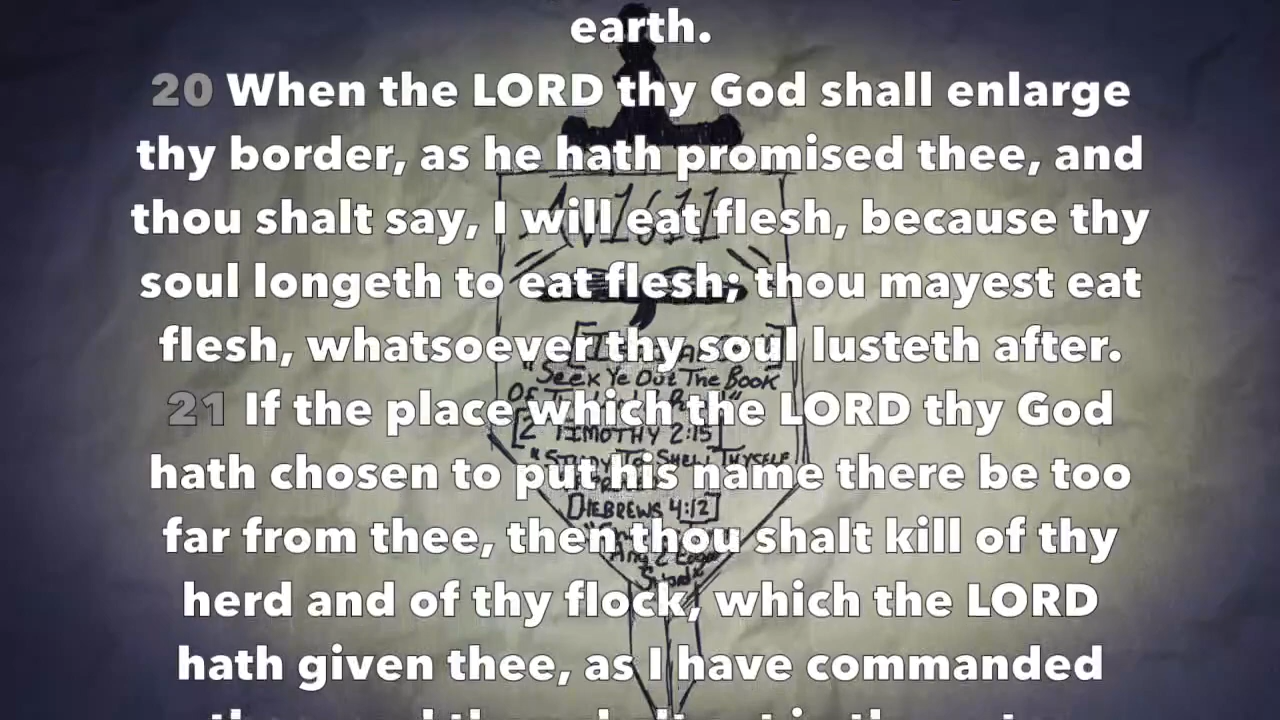 earth.
20 When the LORD thy God shall enlarge
thy border, as he hath promised thee, and
thou shalt say, I will eat flesh, because thy
soul longeth to eat flesh; thou mayest eat
flesh, whatsoever thy soul lusteth after.
21 If the place which the LORD thy God
hath chosen to put his name there be too
far from thee, then thou shalt kill of thy
herd and of thy flock, which the LORD
hath given thee, as I have commanded
AV1611
"Seek Ye Out The Book
[2 TIMOTHY 2:15]
"STUDY TO SHEW THYSELF
[HEBREWS 4:12]
Any 2 Edged
Sword"